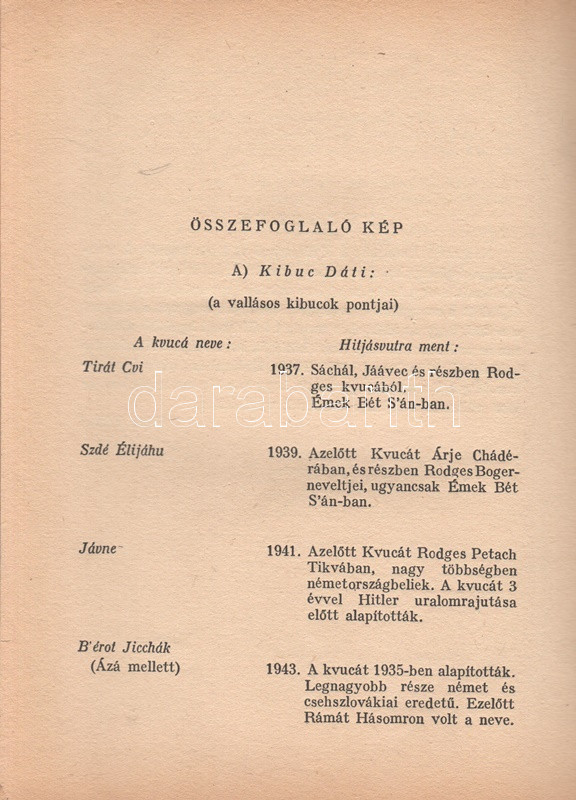 ÖSSZEFOGLALÓ KÉP
A) Kibuc Dáti:
(a vallásos kibucok pontjai)
A kvucá neve: Hitjásvutra ment:
Tirát Cvi 1937. Sáchál, Jáávec és részben Rod-
ges kvucából.
Émek Bét S'án-ban.
darabanth
Szdé Élijáhu 1939. Azelőtt Kvucát Árje Chádé-
rában, és részben Rodges Boger-
neveltjei, ugyancsak Émek Bét
S'án-ban.
Jávne 1941. Azelőtt Kvucát Rodges Petach
Tikvában, nagy többségben
németországbeliek. A kvucát 3
évvel Hitler uralomrajutása
előtt alapították.
B'érot Jicchák
(Ázá mellett) 1943. A kvucát 1935-ben alapították.
Legnagyobb része német és
csehszlovákiai eredetű. Ezelőtt
Rámát Hásomron volt a neve.